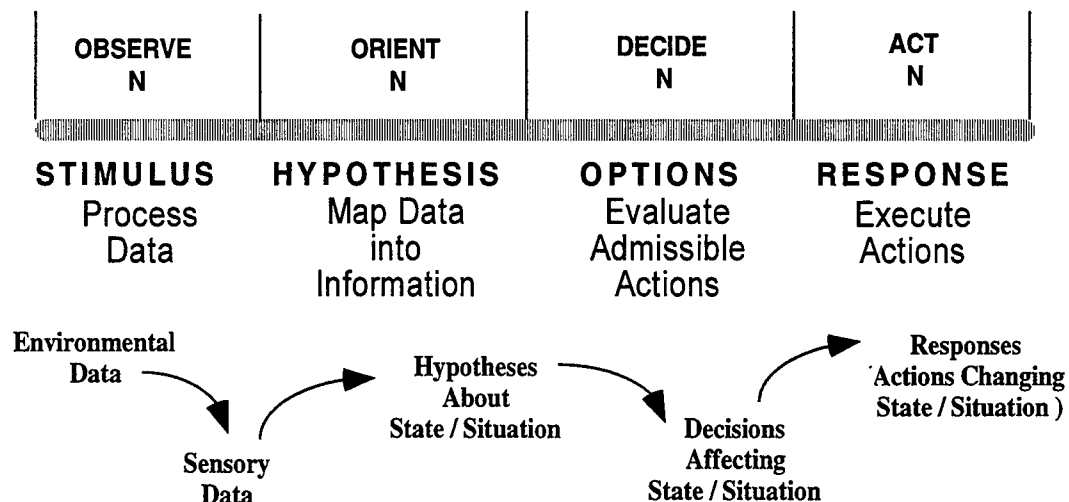 OBSERVE
N
ORIENT
N
DECIDE
N
ACT
N
STIMULUS
Process
Data
HYPOTHESIS
Map Data
into
Information
OPTIONS
Evaluate
Admissible
Actions
RESPONSE
Execute
Actions
Environmental
Data
Sensory
Data
Hypotheses
About
State / Situation
Decisions
Affecting
State / Situation
Responses
Actions Changing
State / Situation )